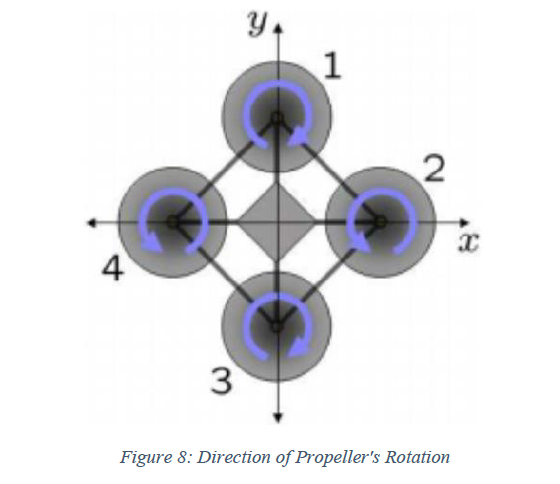 y
1
2
x
4
3
Figure 8: Direction of Propeller's Rotation